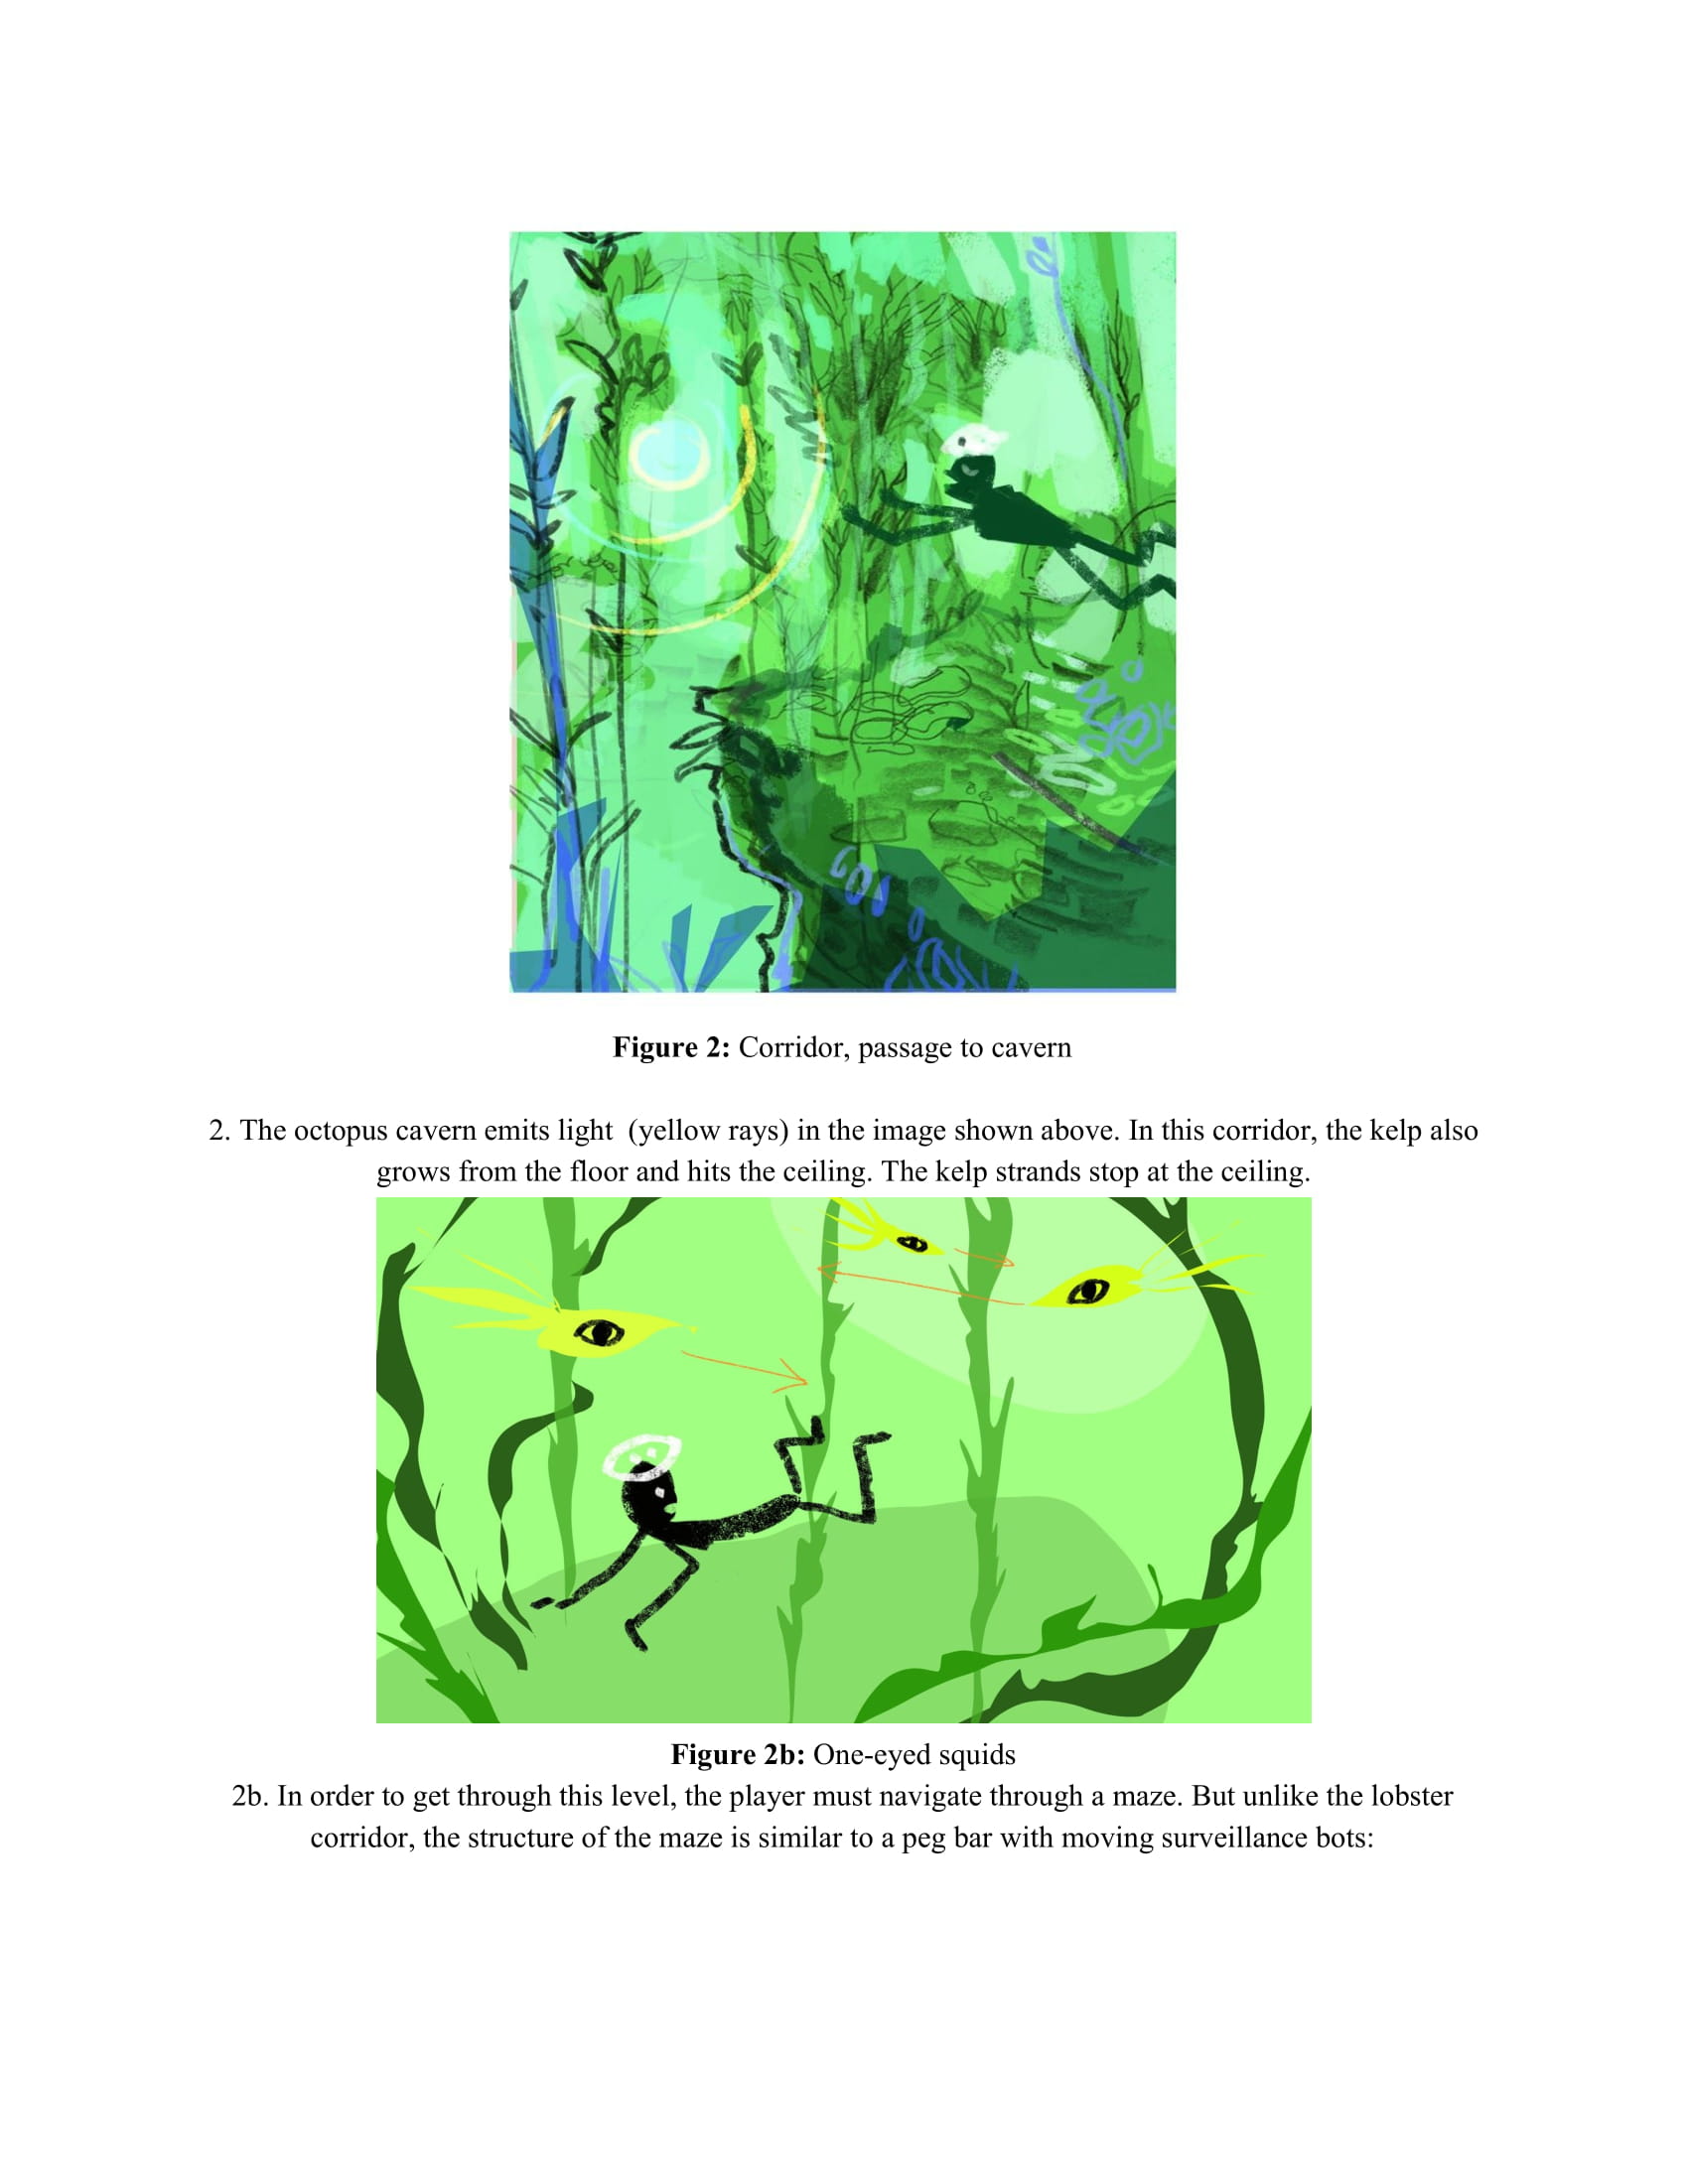 Figure 2: Corridor, passage to cavern
2. The octopus cavern emits light  (yellow rays) in the image shown above. In this corridor, the kelp also
grows from the floor and hits the ceiling. The kelp strands stop at the ceiling.
Figure 2b: One-eyed squids
2b. In order to get through this level, the player must navigate through a maze. But unlike the lobster
corridor, the structure of the maze is similar to a peg bar with moving surveillance bots: